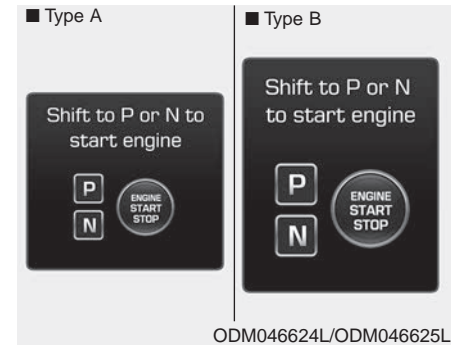 ■ Type A
Shift to P or N to
start engine
P
N
ENGINE
START
STOP
■ Type B
Shift to P or N
to start engine
P
N
ENGINE
START
STOP
ODM046624L/ODM046625L